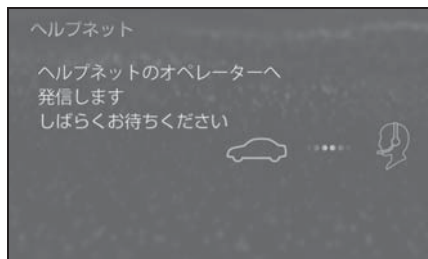 ヘルプネット
ヘルプネットのオペレーターへ
発信します
しばらくお待ちください